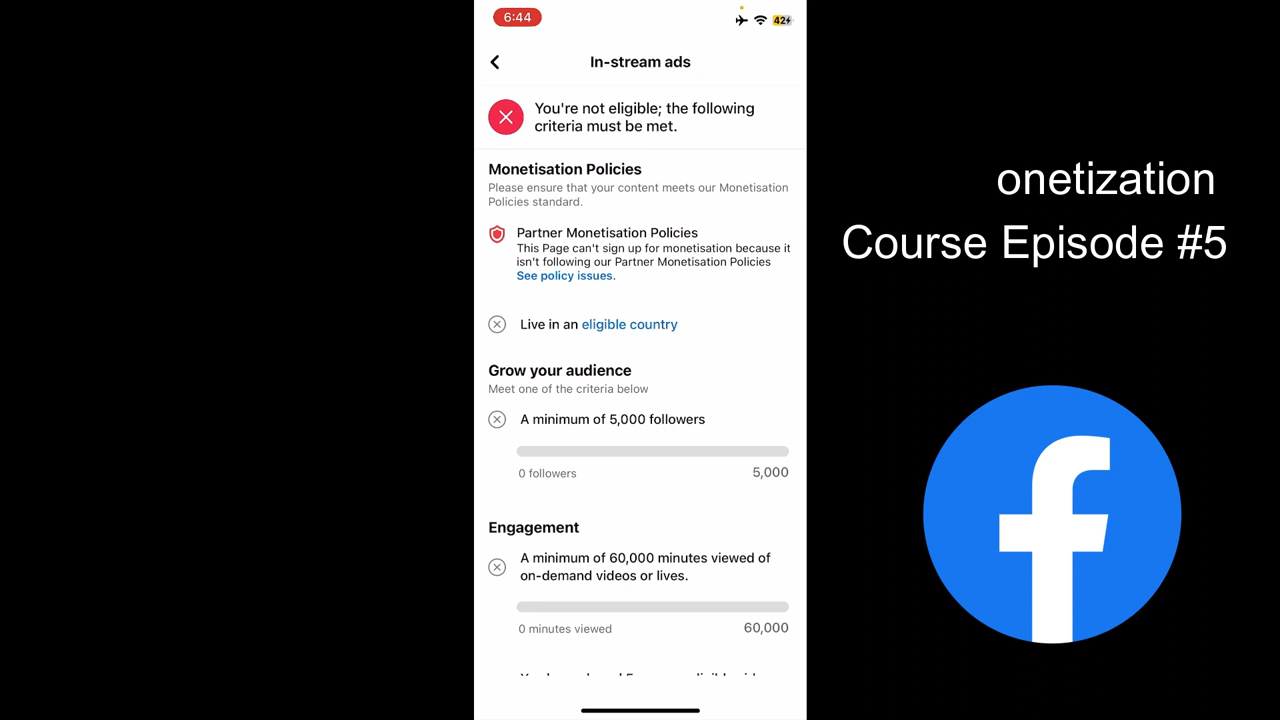 6:44
42
In-stream ads
You're not eligible; the following
criteria must be met.
Monetisation Policies
Please ensure that your content meets our Monetisation
Policies standard.
Partner Monetisation Policies
This Page can't sign up for monetisation because it
isn't following our Partner Monetisation Policies
See policy issues.
Live in an eligible country
Grow your audience
Meet one of the criteria below
A minimum of 5,000 followers
0 followers 5,000
Engagement
A minimum of 60,000 minutes viewed of
on-demand videos or lives.
0 minutes viewed 60,000
onetization
Course Episode #5